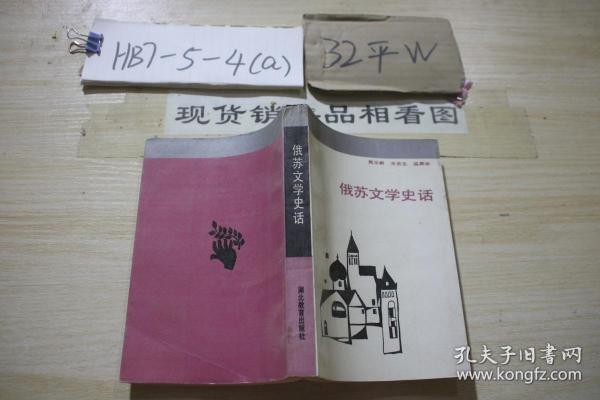 HB7-5-4(a)
32平W
现货销 品相看图
俄苏文学史话
湖北教育出版社
俄苏文学史话
孔夫子旧书网
www.kongfz.com